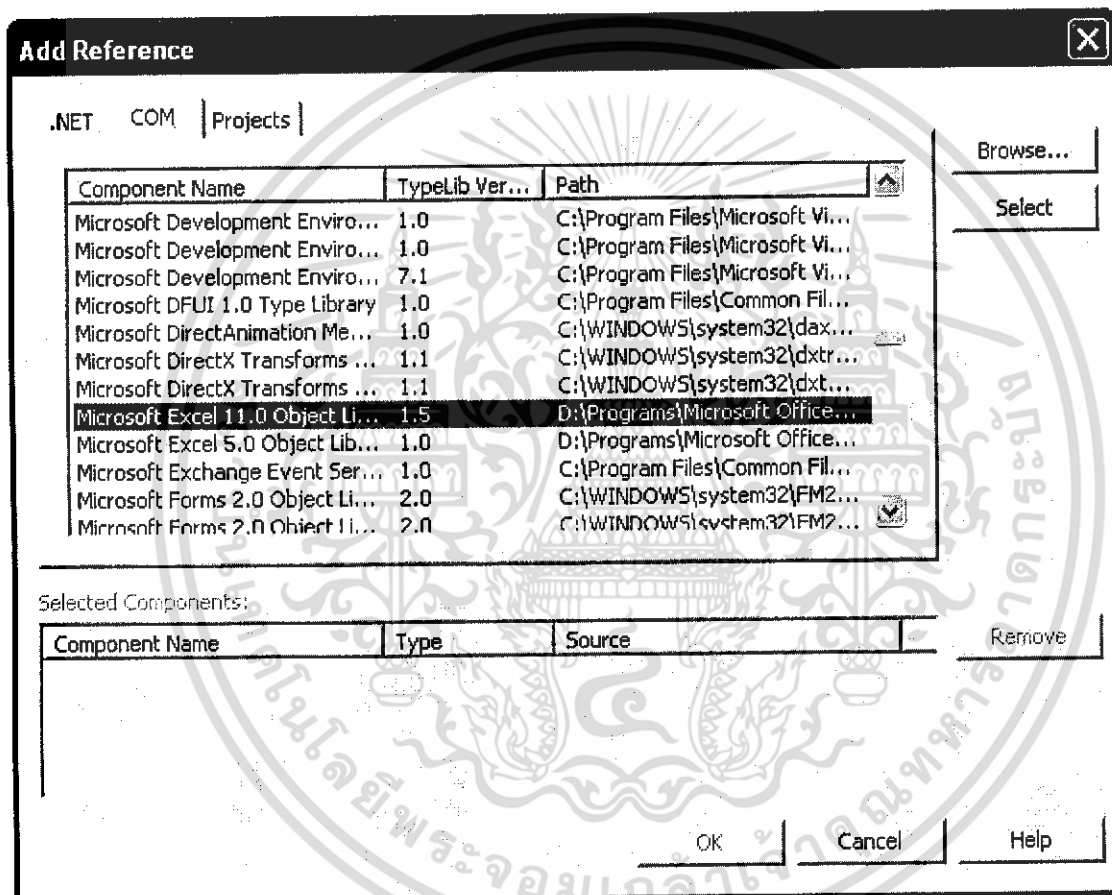 Add Reference
.NET COM Projects
Browse...
Select
Component Name TypeLib Ver... Path
Microsoft Development Enviro... 1.0 C:\Program Files\Microsoft Vi...
Microsoft Development Enviro... 1.0 C:\Program Files\Microsoft Vi...
Microsoft Development Enviro... 7.1 C:\Program Files\Microsoft Vi...
Microsoft DFUI 1.0 Type Library 1.0 C:\Program Files\Common Fil...
Microsoft DirectAnimation Me... 1.0 C:\WINDOWS\system32\dax...
Microsoft DirectX Transforms ... 1.1 C:\WINDOWS\system32\dxtr...
Microsoft DirectX Transforms ... 1.1 C:\WINDOWS\system32\dxt...
Microsoft Excel 11.0 Object Li... 1.5 D:\Programs\Microsoft Office...
Microsoft Excel 5.0 Object Lib... 1.0 D:\Programs\Microsoft Office...
Microsoft Exchange Event Ser... 1.0 C:\Program Files\Common Fil...
Microsoft Forms 2.0 Object Li... 2.0 C:\WINDOWS\system32\FM2...
Microsoft Forms 2.0 Object Li... 2.0 C:\WINDOWS\system32\FM2...
Selected Components:
Component Name Type Source
Remove
OK Cancel Help